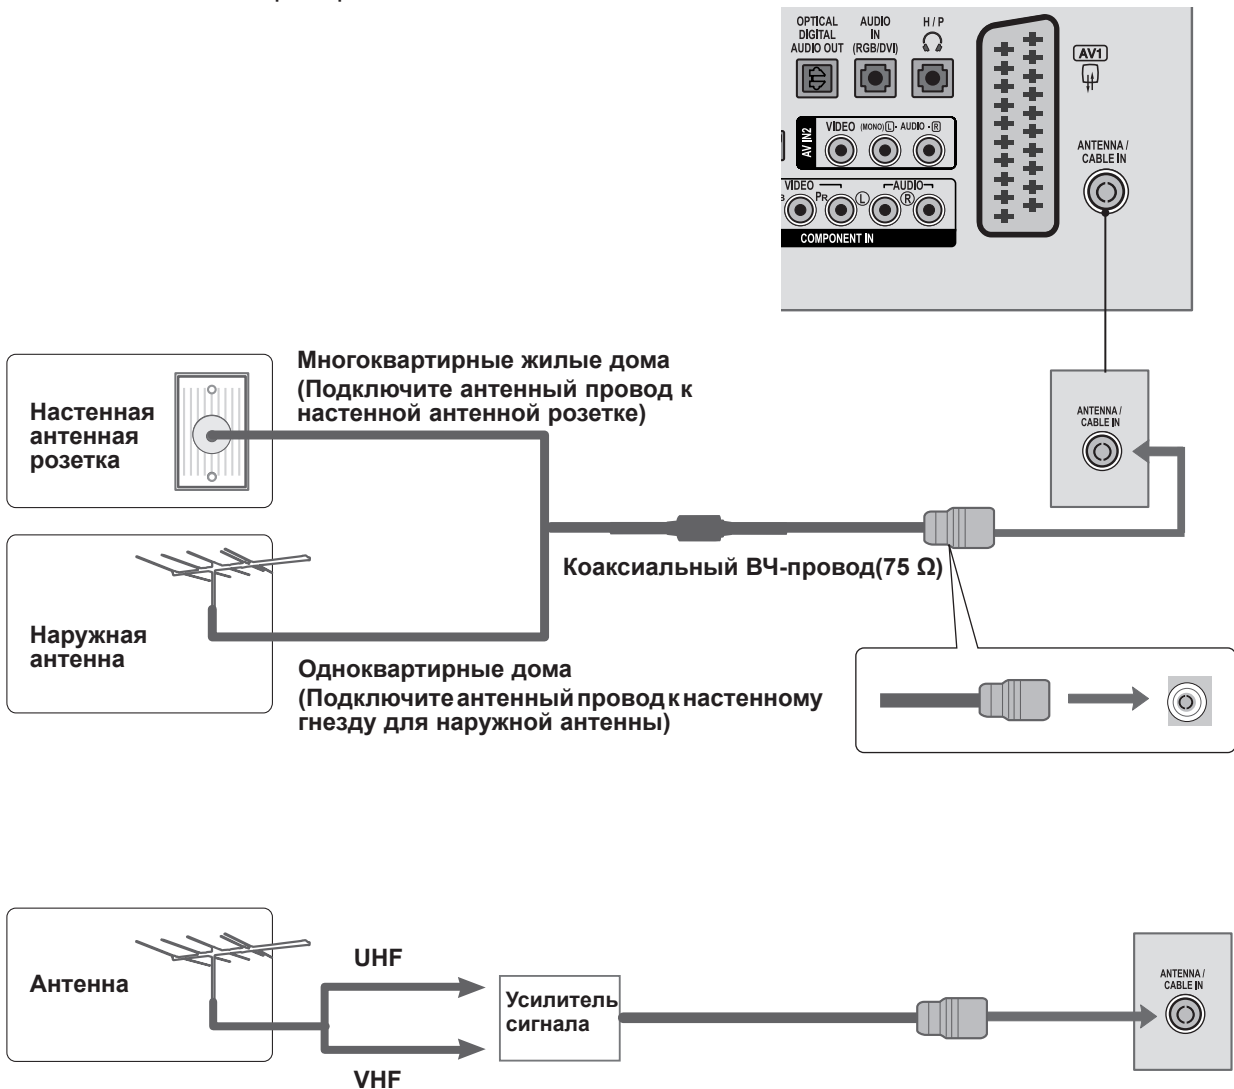 OPTICAL
DIGITAL
AUDIO OUT
AUDIO
IN
(RGB/DVI)
H / P
AV1
AV IN2
VIDEO (MONO) L - AUDIO - R
ANTENNA /
CABLE IN
VIDEO
AUDIO
B PR L R
COMPONENT IN
Многоквартирные жилые дома
(Подключите антенный провод к
настенной антенной розетке)
Настенная
антенная
розетка
ANTENNA /
CABLE IN
Коаксиальный ВЧ-провод(75 Ω)
Наружная
антенна
Одноквартирные дома
(Подключите антенный провод к настенному
гнезду для наружной антенны)
Антенна
UHF
VHF
Усилитель
сигнала
ANTENNA /
CABLE IN